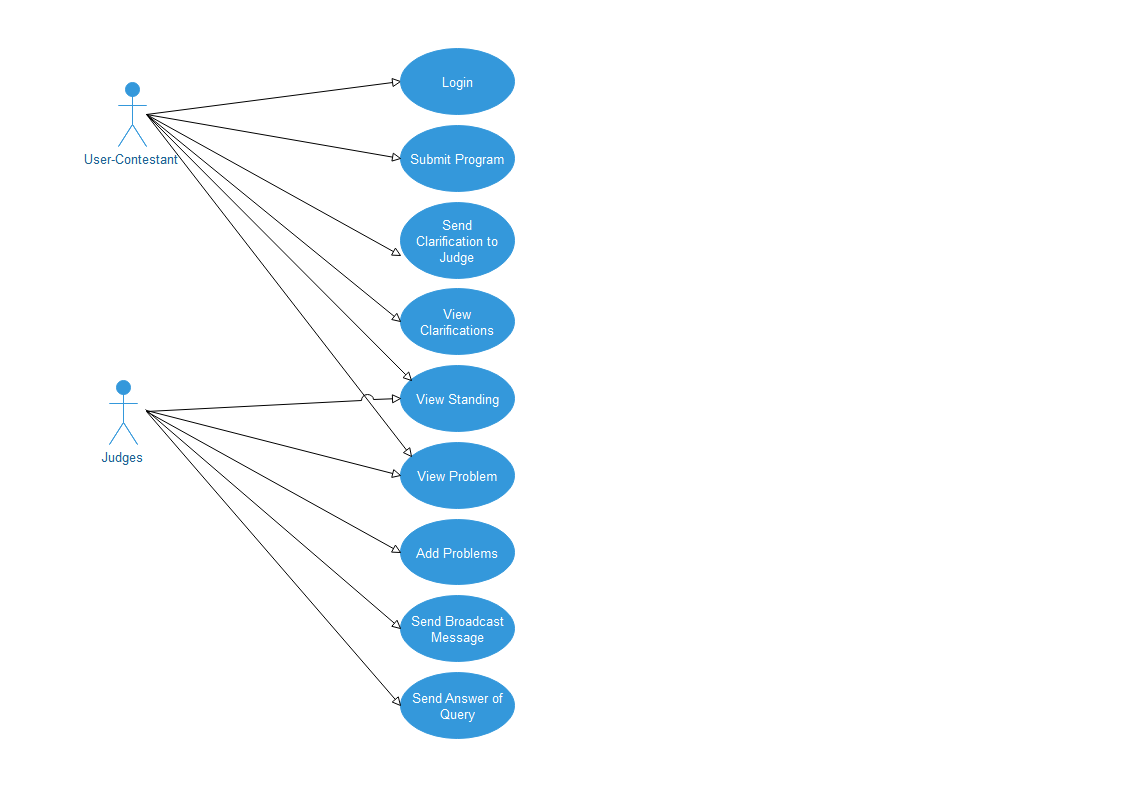 Login
User-Contestant
Submit Program
Send
Clarification to
Judge
View
Clarifications
View Standing
Judges
View Problem
Add Problems
Send Broadcast
Message
Send Answer of
Query